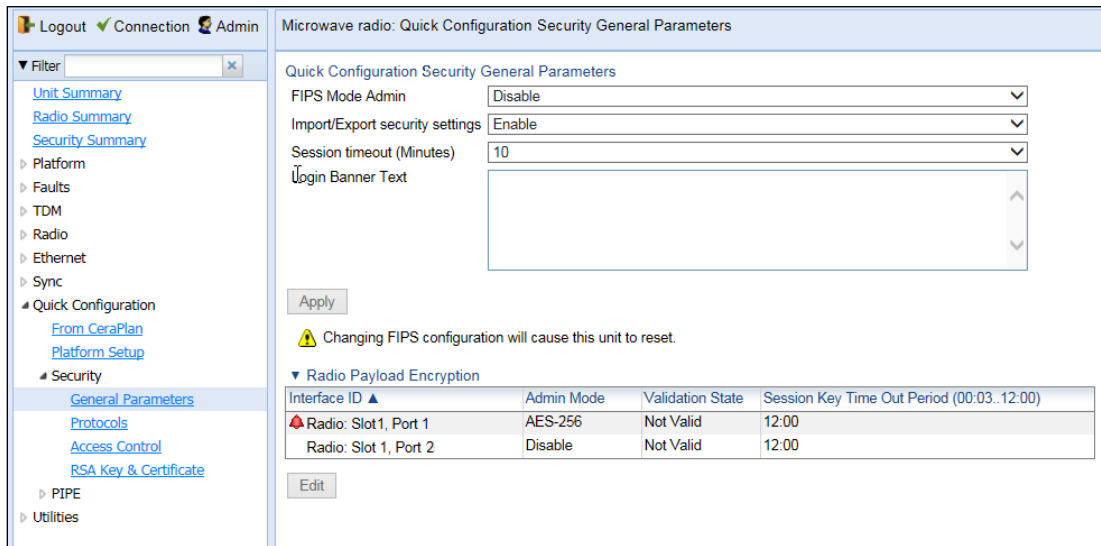 Logout Connection Admin
Microwave radio: Quick Configuration Security General Parameters
▼ Filter
Unit Summary
Radio Summary
Security Summary
Platform
Faults
TDM
Radio
Ethernet
Sync
Quick Configuration
From CeraPlan
Platform Setup
Security
General Parameters
Protocols
Access Control
RSA Key & Certificate
PIPE
Utilities
Quick Configuration Security General Parameters
FIPS Mode Admin Disable
Import/Export security settings Enable
Session timeout (Minutes) 10
Login Banner Text
Apply
Changing FIPS configuration will cause this unit to reset.
▼ Radio Payload Encryption
Interface ID ▲ Admin Mode Validation State Session Key Time Out Period (00:03..12:00)
Radio: Slot1, Port 1 AES-256 Not Valid 12:00
Radio: Slot 1, Port 2 Disable Not Valid 12:00
Edit